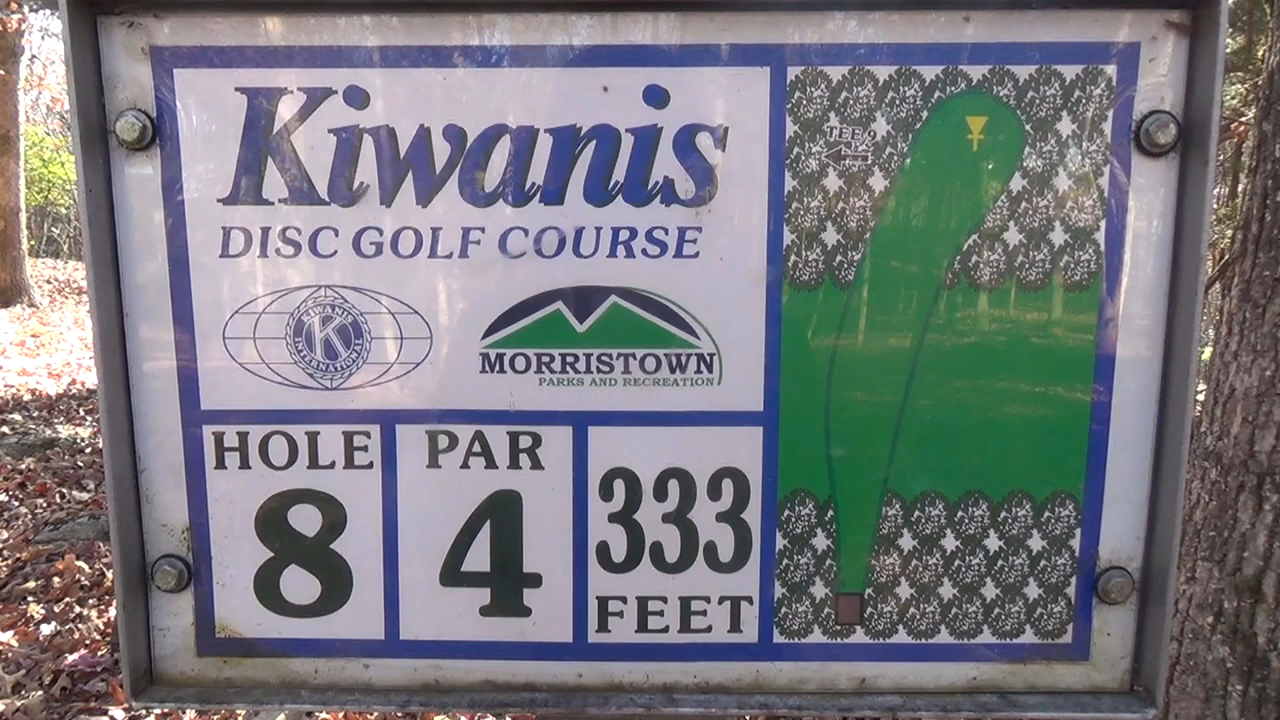 Kiwanis
DISC GOLF COURSE
KIWANIS
K
INTERNATIONAL
MORRISTOWN
PARKS AND RECREATION
HOLE
8
PAR
4
333
FEET
TEE 9